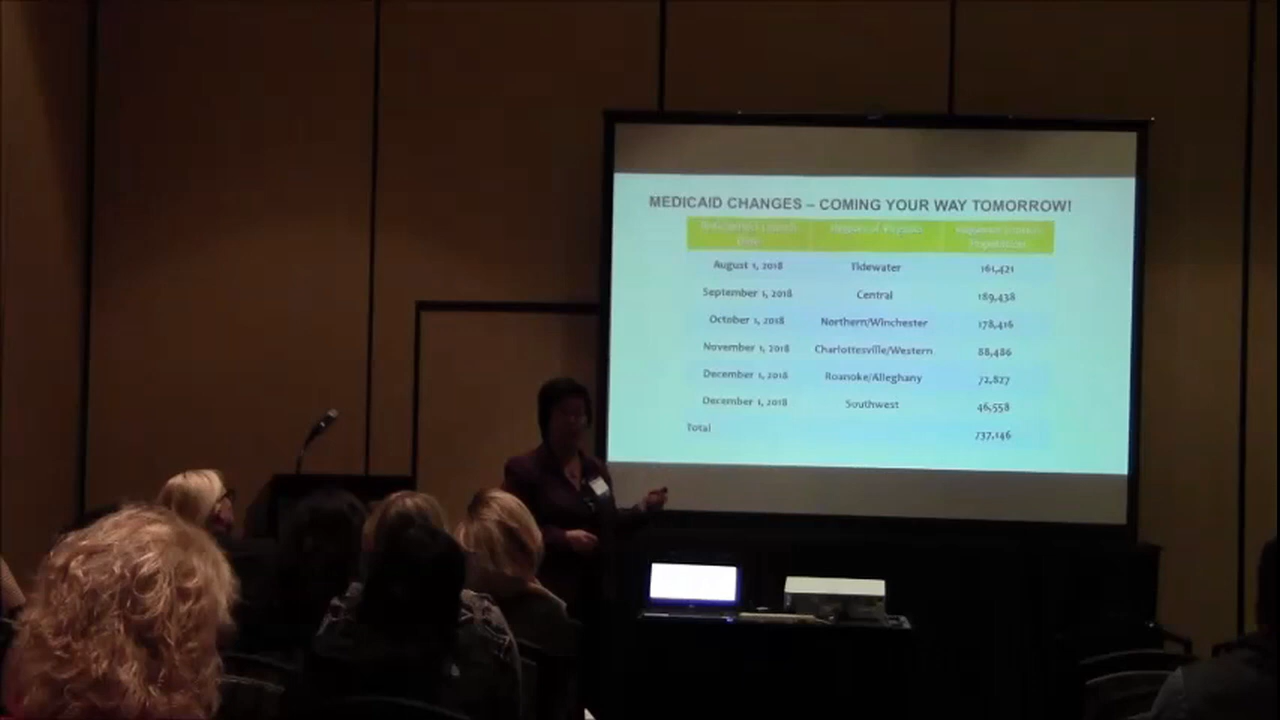 MEDICAID CHANGES – COMING YOUR WAY TOMORROW!
August 1, 2018 Tidewater 161,421
September 1, 2018 Central 189,438
October 1, 2018 Northern/Winchester 178,416
November 1, 2018 Charlottesville/Western 88,486
December 1, 2018 Roanoke/Alleghany 72,827
December 1, 2018 Southwest 46,558
Total 737,146